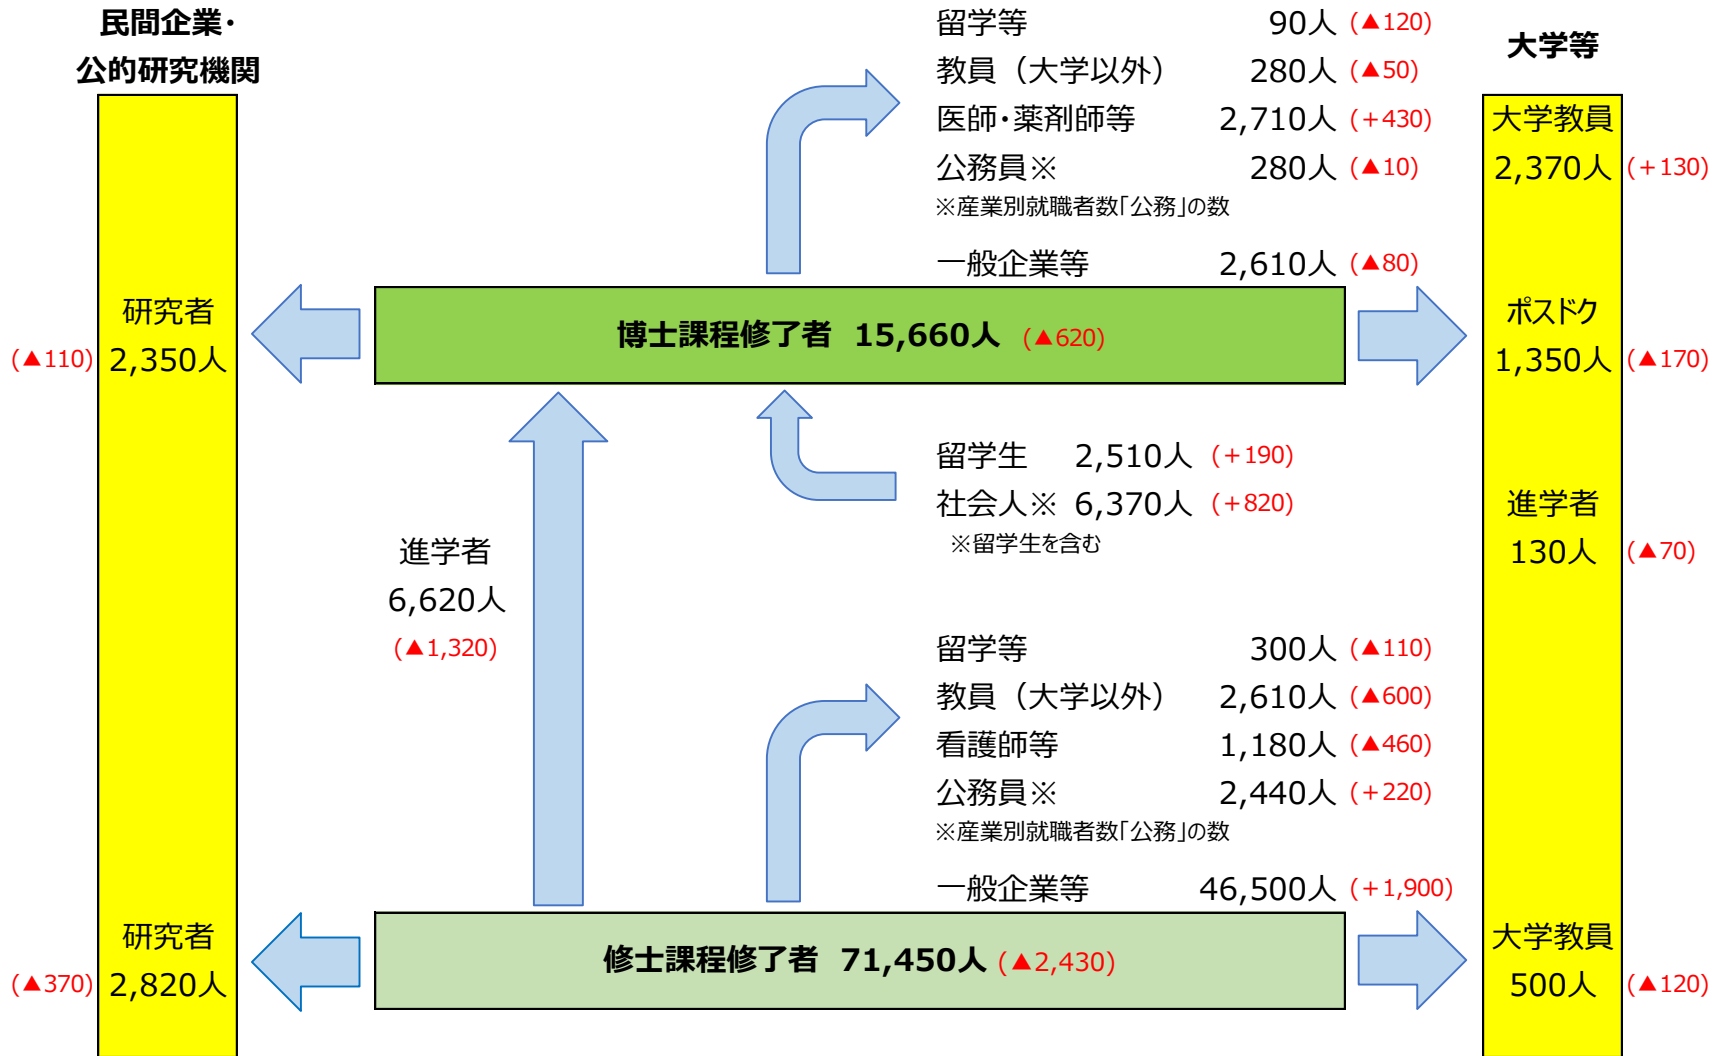 民間企業・
公的研究機関
研究者
(▲110) 2,350人
研究者
(▲370) 2,820人
留学等 90人 (▲120)
教員（大学以外） 280人 (▲50)
医師・薬剤師等 2,710人 (＋430)
公務員※ 280人 (▲10)
※産業別就職者数「公務」の数
一般企業等 2,610人 (▲80)
博士課程修了者 15,660人 (▲620)
留学生 2,510人 (＋190)
社会人※ 6,370人 (＋820)
※留学生を含む
進学者
6,620人
(▲1,320)
留学等 300人 (▲110)
教員（大学以外） 2,610人 (▲600)
看護師等 1,180人 (▲460)
公務員※ 2,440人 (＋220)
※産業別就職者数「公務」の数
一般企業等 46,500人 (＋1,900)
修士課程修了者 71,450人 (▲2,430)
大学等
大学教員
2,370人 (＋130)
ポスドク
1,350人 (▲170)
進学者
130人 (▲70)
大学教員
500人 (▲120)